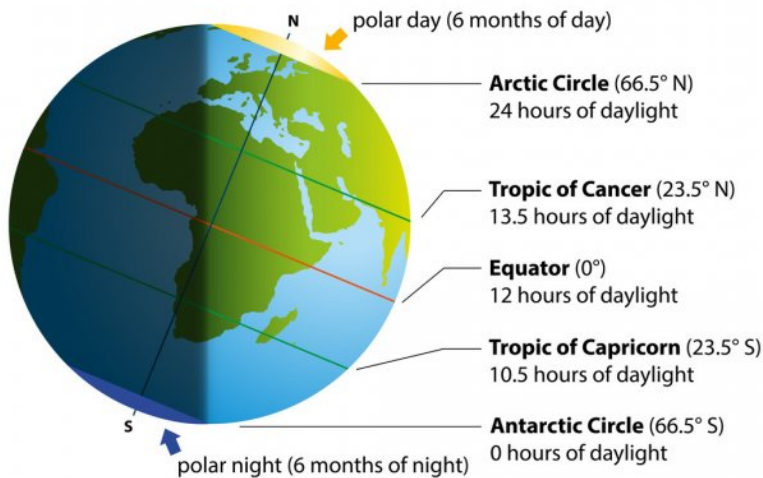 N
polar day (6 months of day)
Arctic Circle (66.5° N)
24 hours of daylight
Tropic of Cancer (23.5° N)
13.5 hours of daylight
Equator (0°)
12 hours of daylight
Tropic of Capricorn (23.5° S)
10.5 hours of daylight
Antarctic Circle (66.5° S)
0 hours of daylight
S
polar night (6 months of night)